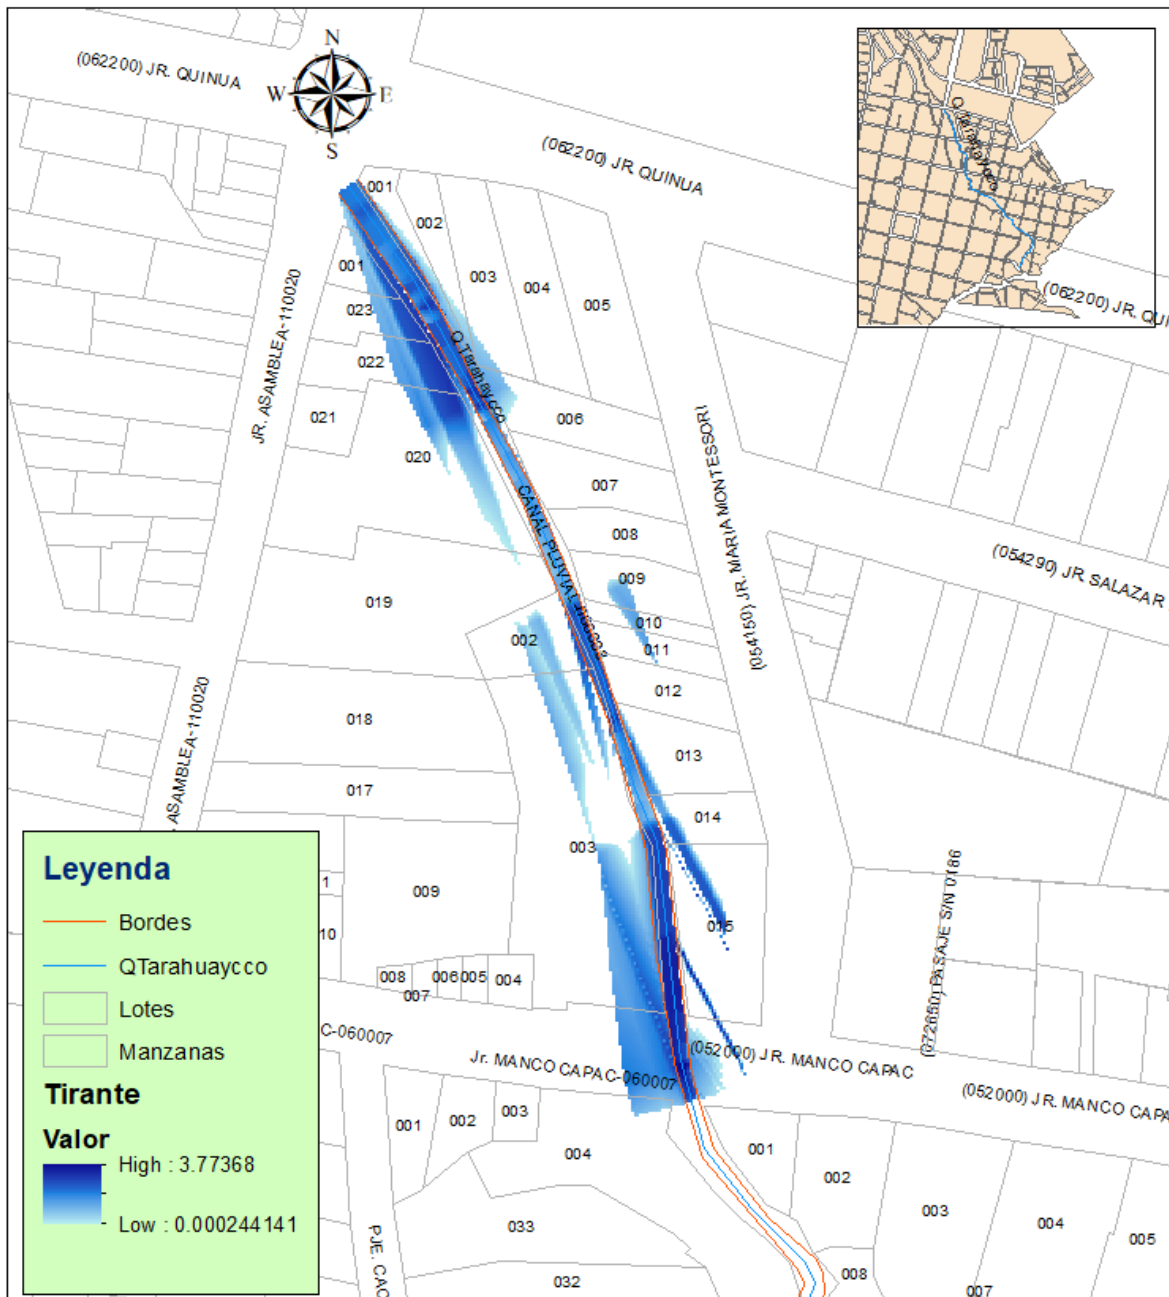 N
(062200) JR. QUINUA
W
E
S
Q.Tarahuaycco
(062200) JR. QUINUA
(062200) JR. QUI
001
002
003
004
005
001
023
022
021
020
JR. ASAMBLEA-110020
Q.Tarahaycco
006
007
008
009
010
011
012
013
014
015
CANAL PLUVIAL
(054150) JR. MARIA MONTESSORI
(054290) JR. SALAZAR
019
002
018
017
003
ASAMBLEA-110020
009
1
10
008
007
006
005
004
(072650) PASAJE S/N 0186
C-060007
Jr. MANCO CAPAC-060007
(052000) JR. MANCO CAPAC
(052000) JR. MANCO CAPA
001
002
003
004
033
032
PJE. CAC
001
002
003
004
005
008
007
Leyenda
Bordes
QTarahuaycco
Lotes
Manzanas
Tirante
Valor
High : 3.77368
Low : 0.000244141